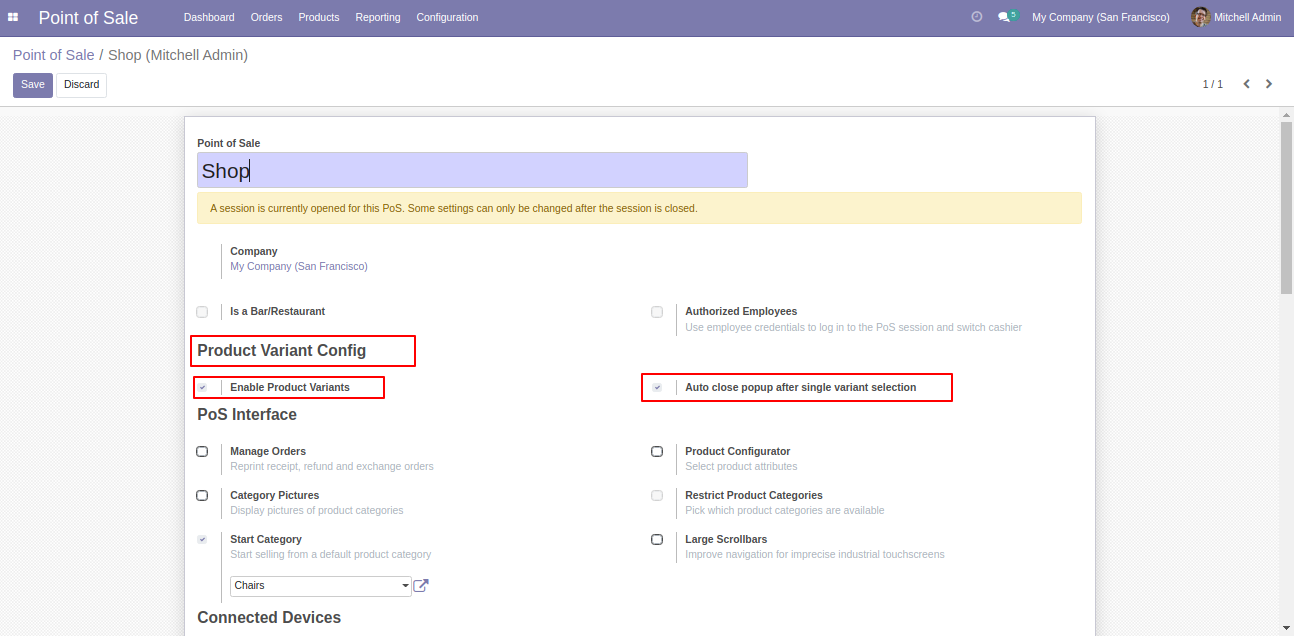 Point of Sale Dashboard Orders Products Reporting Configuration 5 My Company (San Francisco) Mitchell Admin
Point of Sale / Shop (Mitchell Admin)
Save Discard 1 / 1
Point of Sale
Shop
A session is currently opened for this PoS. Some settings can only be changed after the session is closed.
Company
My Company (San Francisco)
Is a Bar/Restaurant
Authorized Employees
Use employee credentials to log in to the PoS session and switch cashier
Product Variant Config
Enable Product Variants
Auto close popup after single variant selection
PoS Interface
Manage Orders
Reprint receipt, refund and exchange orders
Product Configurator
Select product attributes
Category Pictures
Display pictures of product categories
Restrict Product Categories
Pick which product categories are available
Start Category
Start selling from a default product category
Chairs
Large Scrollbars
Improve navigation for imprecise industrial touchscreens
Connected Devices